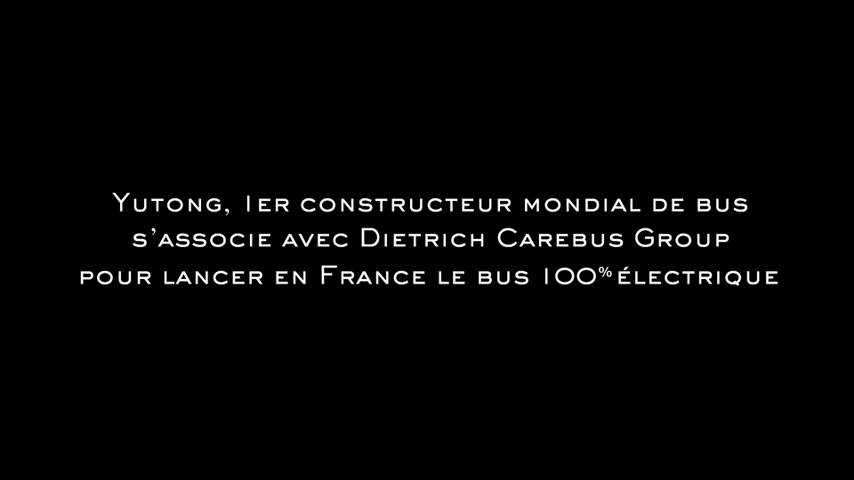 Yutong, 1er constructeur mondial de bus
s'associe avec Dietrich Carebus Group
pour lancer en France le bus 100% électrique